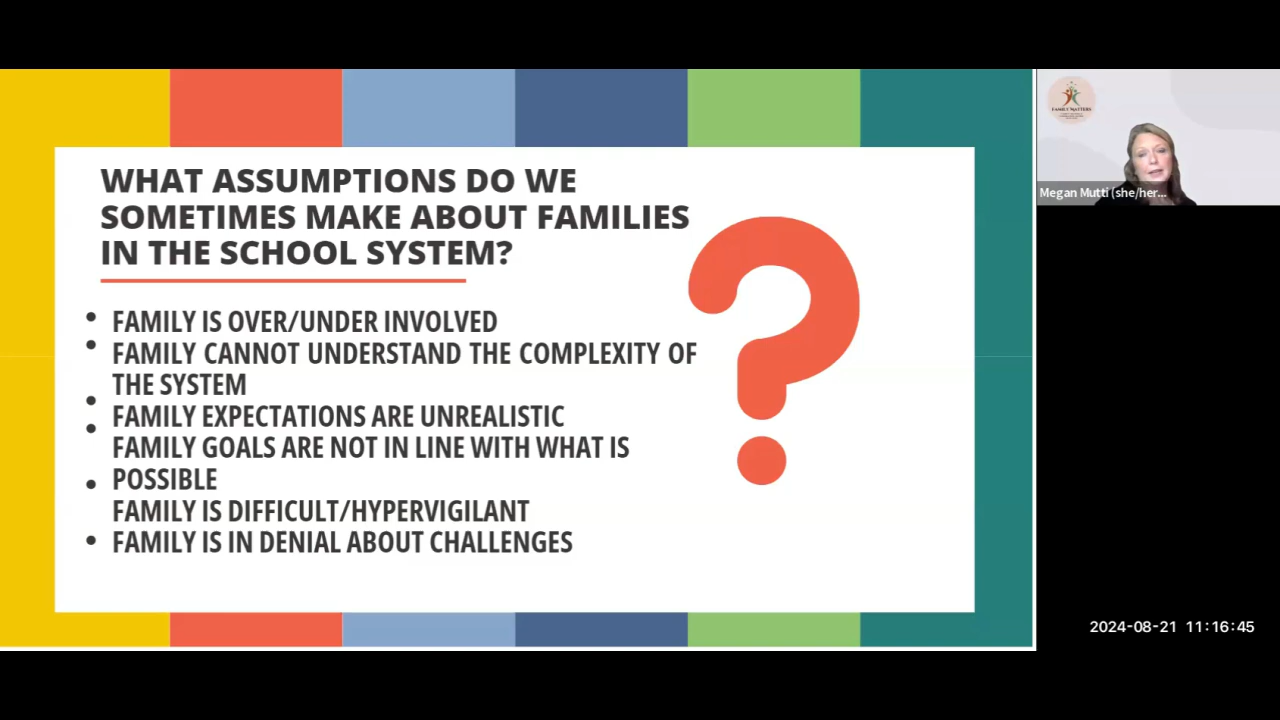 WHAT ASSUMPTIONS DO WE
SOMETIMES MAKE ABOUT FAMILIES
IN THE SCHOOL SYSTEM?
• FAMILY IS OVER/UNDER INVOLVED
• FAMILY CANNOT UNDERSTAND THE COMPLEXITY OF
THE SYSTEM
• FAMILY EXPECTATIONS ARE UNREALISTIC
• FAMILY GOALS ARE NOT IN LINE WITH WHAT IS
POSSIBLE
• FAMILY IS DIFFICULT/HYPERVIGILANT
• FAMILY IS IN DENIAL ABOUT CHALLENGES
?
FAMILY MATTERS
Megan Mutti (she/her...
2024-08-21 11:16:45